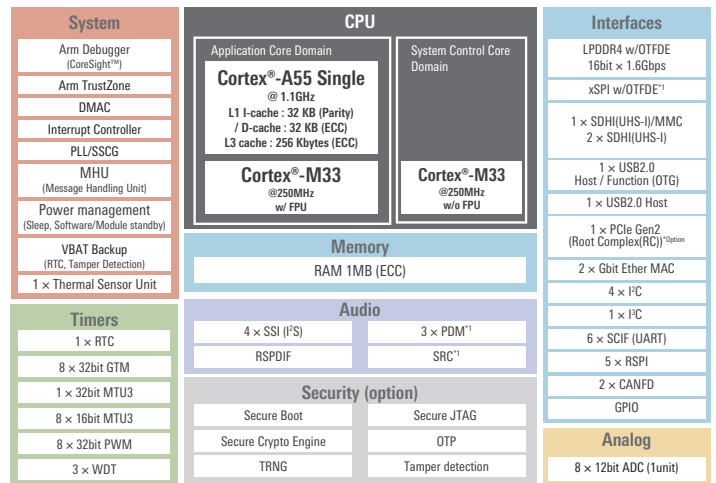 System
Arm Debugger
(CoreSight™)
Arm TrustZone
DMAC
Interrupt Controller
PLL/SSCG
MHU
(Message Handling Unit)
Power management
(Sleep, Software/Module standby)
VBAT Backup
(RTC, Tamper Detection)
1 × Thermal Sensor Unit
Timers
1 × RTC
8 × 32bit GTM
1 × 32bit MTU3
8 × 16bit MTU3
8 × 32bit PWM
3 × WDT
CPU
Application Core Domain
Cortex®-A55 Single
@ 1.1GHz
L1 I-cache : 32 KB (Parity)
/ D-cache : 32 KB (ECC)
L3 cache : 256 Kbytes (ECC)
Cortex®-M33
@250MHz
w/ FPU
System Control Core
Domain
Cortex®-M33
@250MHz
w/o FPU
Memory
RAM 1MB (ECC)
Audio
4 × SSI (I²S)
3 × PDM*1
RSPDIF
SRC*1
Security (option)
Secure Boot
Secure JTAG
Secure Crypto Engine
OTP
TRNG
Tamper detection
Interfaces
LPDDR4 w/OTFDE
16bit × 1.6Gbps
xSPI w/OTFDE*1
1 × SDHI(UHS-I)/MMC
2 × SDHI(UHS-I)
1 × USB2.0
Host / Function (OTG)
1 × USB2.0 Host
1 × PCIe Gen2
(Root Complex(RC))*Option
2 × Gbit Ether MAC
4 × I²C
1 × I³C
6 × SCIF (UART)
5 × RSPI
2 × CANFD
GPIO
Analog
8 × 12bit ADC (1unit)